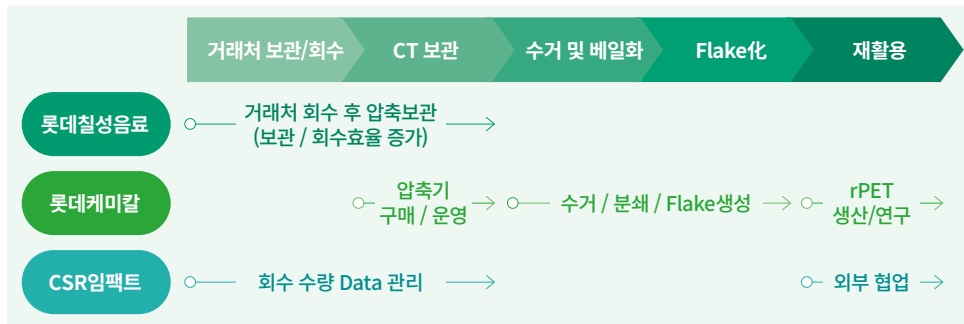 거래처 보관/회수
CT 보관
수거 및 베일화
Flake化
재활용
롯데칠성음료
거래처 회수 후 압축보관
(보관 / 회수효율 증가)
롯데케미칼
압축기
구매 / 운영
수거 / 분쇄 / Flake생성
rPET
생산/연구
CSR임팩트
회수 수량 Data 관리
외부 협업